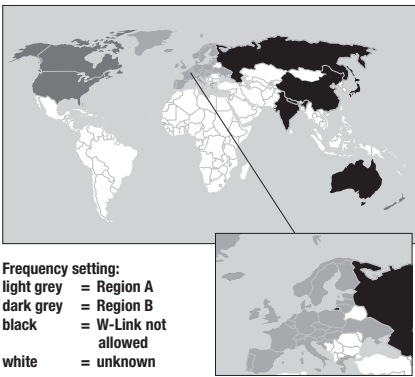 Frequency setting:
light grey = Region A
dark grey = Region B
black = W-Link not
allowed
white = unknown